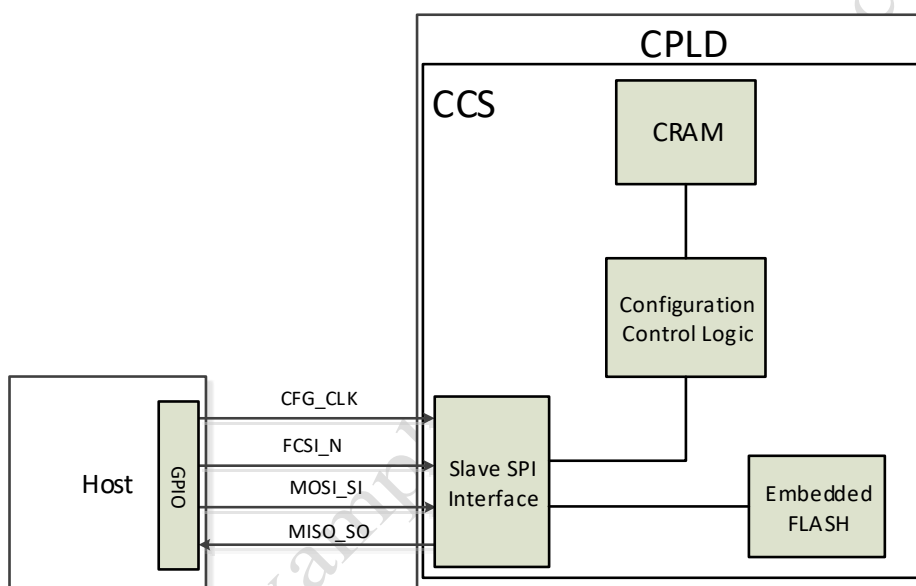 CPLD
CCS
CRAM
Configuration
Control Logic
CFG_CLK
FCSI_N
MOSI_SI
MISO_SO
Host
GPIO
Slave SPI
Interface
Embedded
FLASH